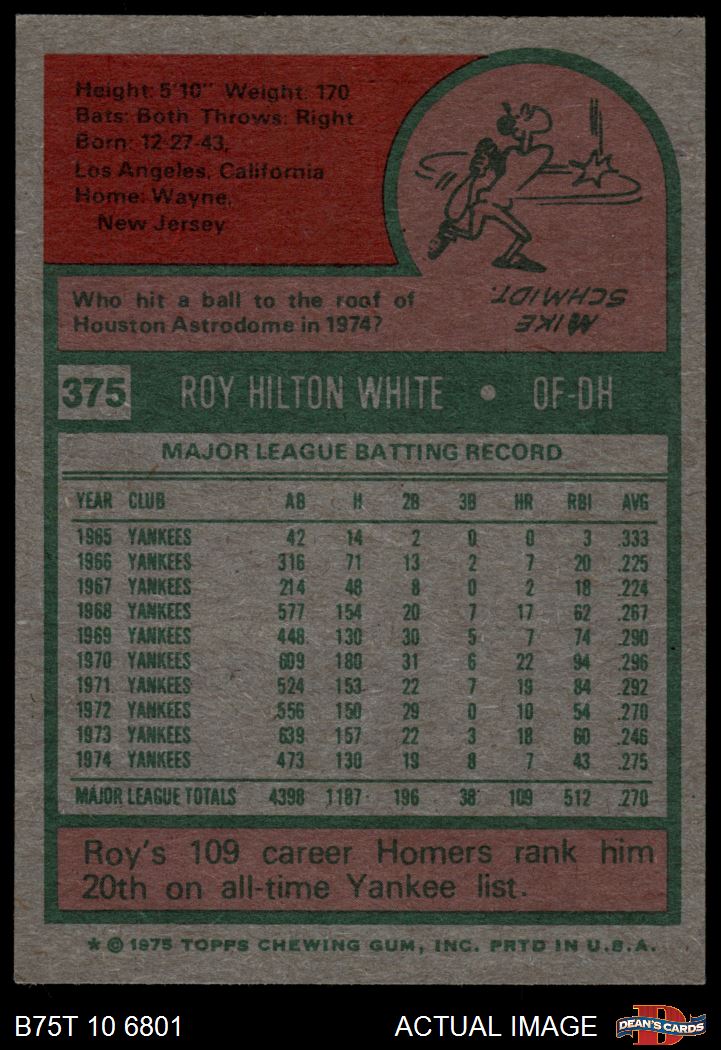 Height: 5'10" Weight: 170
Bats: Both Throws: Right
Born: 12-27-43,
Los Angeles, California
Home: Wayne,
New Jersey
Who hit a ball to the roof of
Houston Astrodome in 1974?
MIKE
SCHMIDT.
375 ROY HILTON WHITE • OF-DH
MAJOR LEAGUE BATTING RECORD
YEAR CLUB AB H 2B 3B HR RBI AVG
1965 YANKEES 42 14 2 0 0 3 .333
1966 YANKEES 316 71 13 2 7 20 .225
1967 YANKEES 214 48 8 0 2 18 .224
1968 YANKEES 577 154 20 7 17 62 .267
1969 YANKEES 448 130 30 5 7 74 .290
1970 YANKEES 609 180 31 6 22 94 .296
1971 YANKEES 524 153 22 7 19 84 .292
1972 YANKEES 556 150 29 0 10 54 .270
1973 YANKEES 639 157 22 3 18 60 .246
1974 YANKEES 473 130 19 8 7 43 .275
MAJOR LEAGUE TOTALS 4398 1187 196 38 109 512 .270
Roy's 109 career Homers rank him
20th on all-time Yankee list.
* © 1975 TOPPS CHEWING GUM, INC. PRTD IN U.S.A.
B75T 10 6801 ACTUAL IMAGE D DEAN'S CARDS